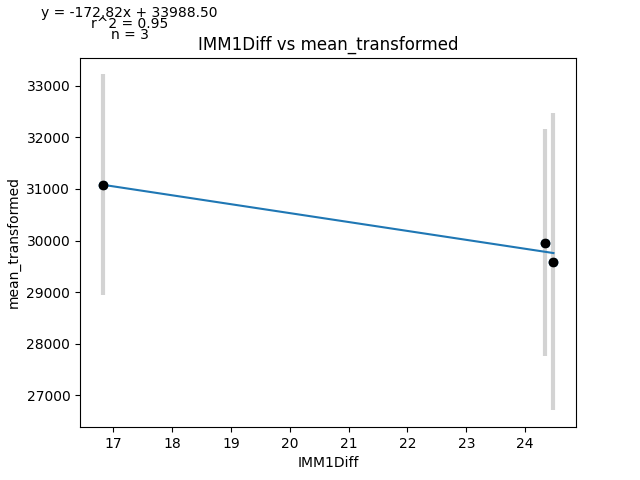 y = -172.82x + 33988.50
r^2 = 0.95
n = 3
IMM1Diff vs mean_transformed
33000
32000
31000
30000
29000
28000
27000
mean_transformed
17 18 19 20 21 22 23 24
IMM1Diff